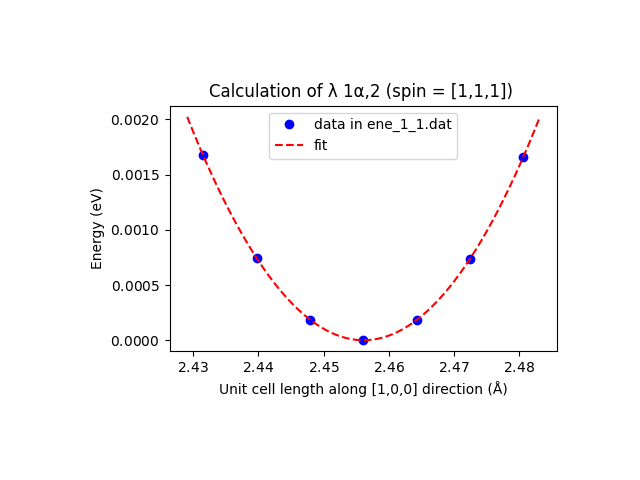 Calculation of λ 1α,2 (spin = [1,1,1])
data in ene_1_1.dat
fit
Energy (eV)
0.0020
0.0015
0.0010
0.0005
0.0000
2.43 2.44 2.45 2.46 2.47 2.48
Unit cell length along [1,0,0] direction (Å)